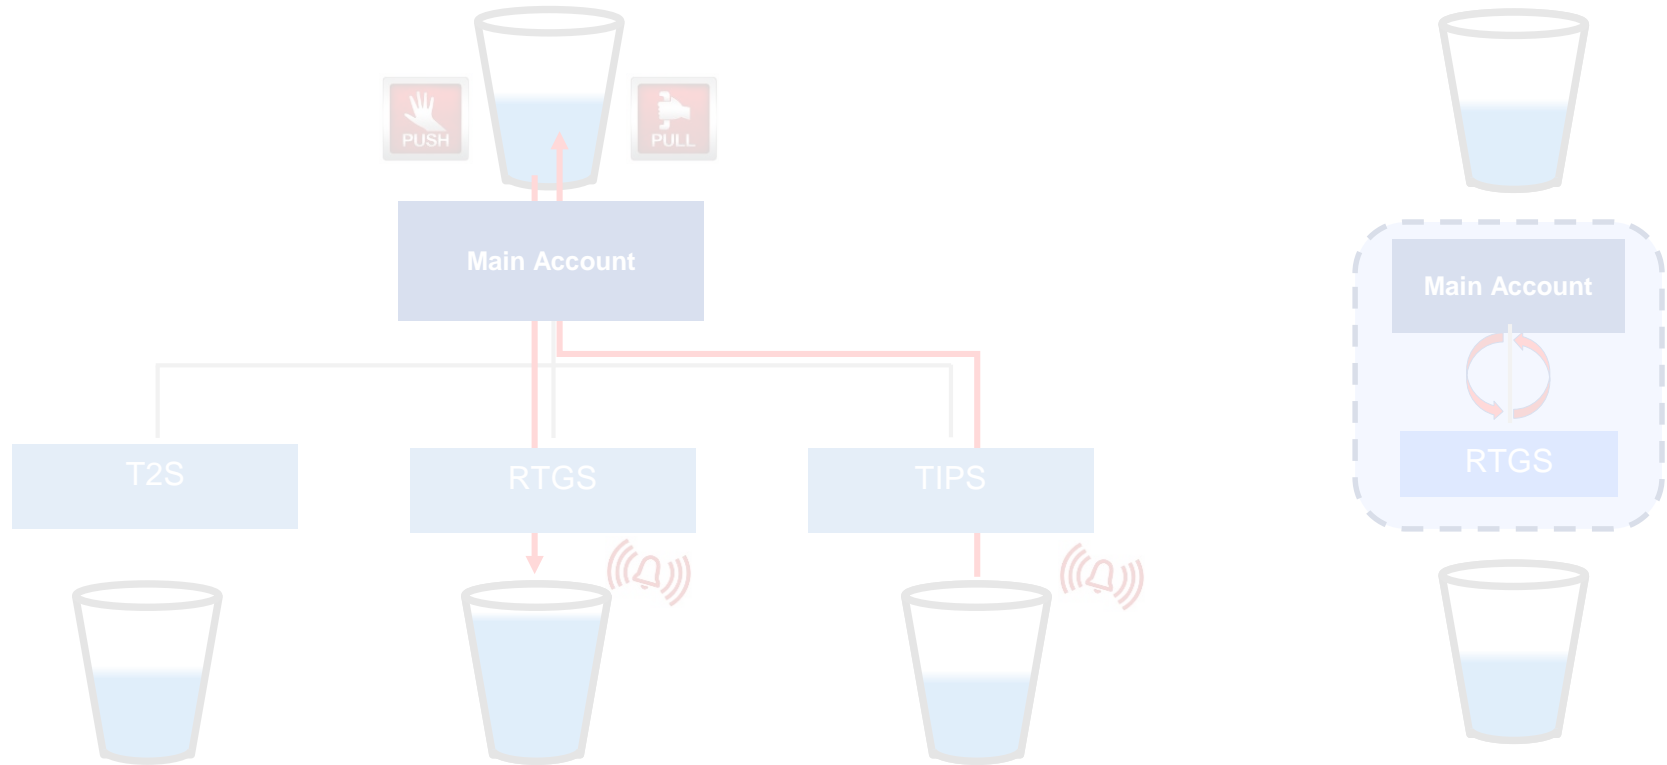 PUSH
PULL
Main Account
T2S
RTGS
TIPS
Main Account
RTGS